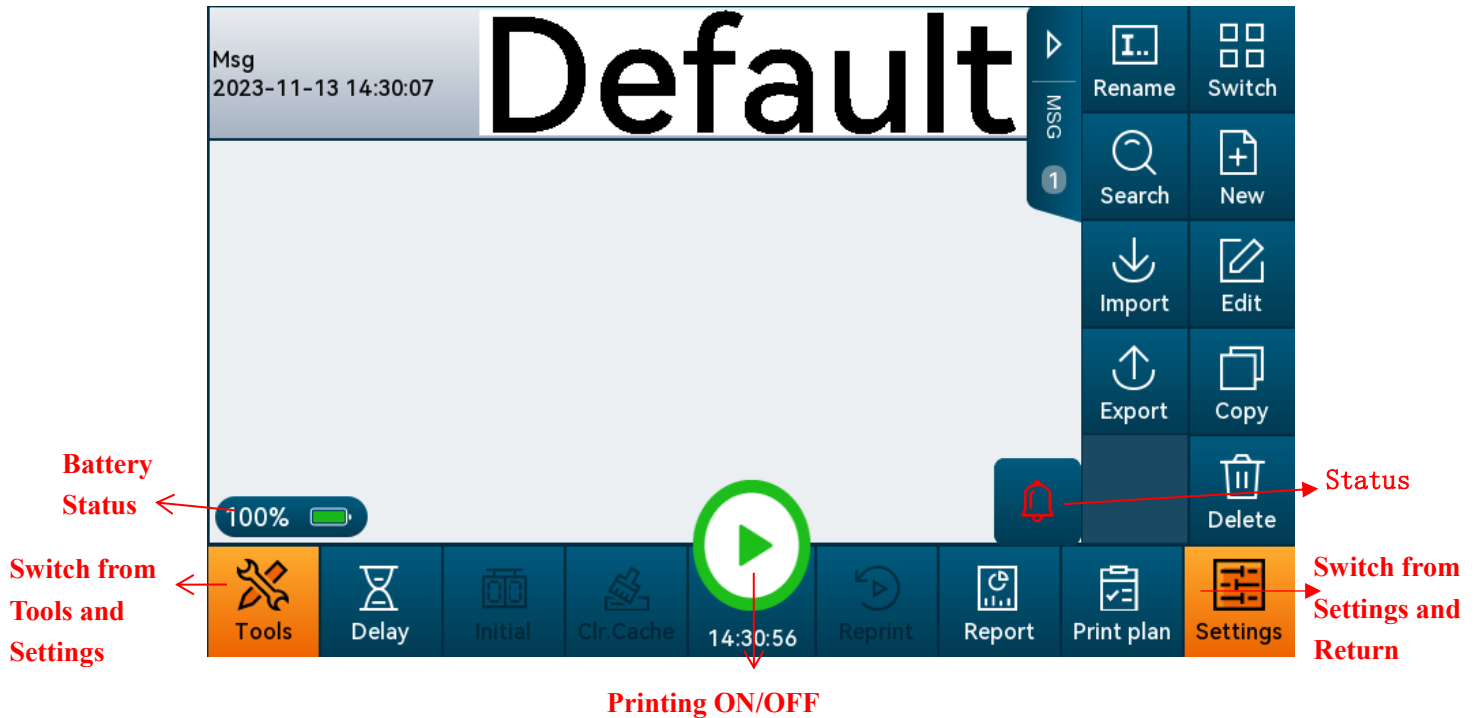 Msg
2023-11-13 14:30:07
Default
MSG
1
I..
Rename
Switch
Search
New
Import
Edit
Export
Copy
Delete
Battery
Status
100%
Status
Switch from
Tools and
Settings
Tools
Delay
00
Initial
Clr.Cache
14:30:56
Reprint
Report
Print plan
Settings
Switch from
Settings and
Return
Printing ON/OFF